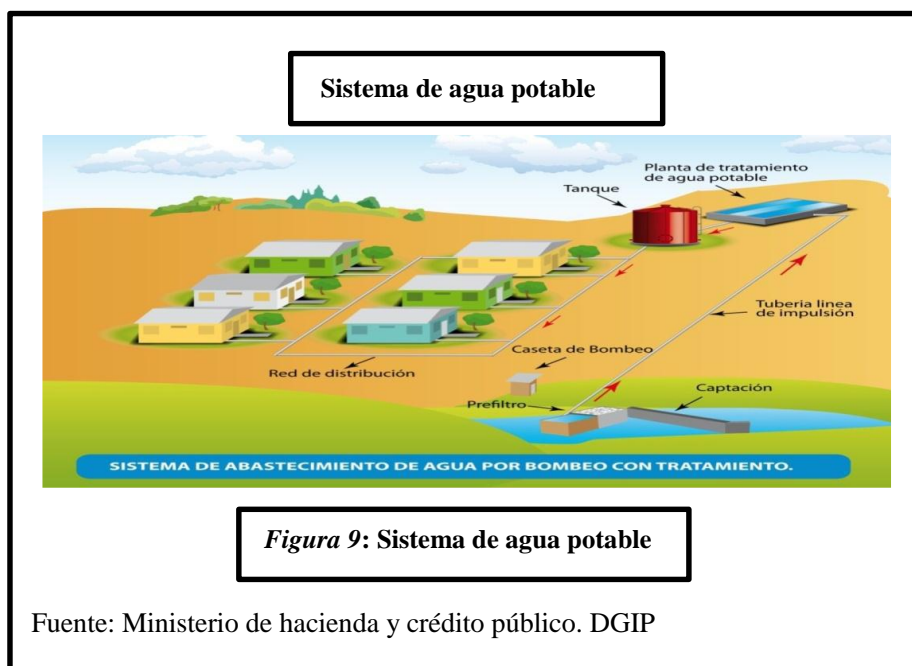 Sistema de agua potable
Planta de tratamiento
de agua potable
Tanque
Tuberia linea
de impulsión
Caseta de Bombeo
Red de distribución
Captación
Prefiltro
SISTEMA DE ABASTECIMIENTO DE AGUA POR BOMBEO CON TRATAMIENTO.
Figura 9: Sistema de agua potable
Fuente: Ministerio de hacienda y crédito público. DGIP